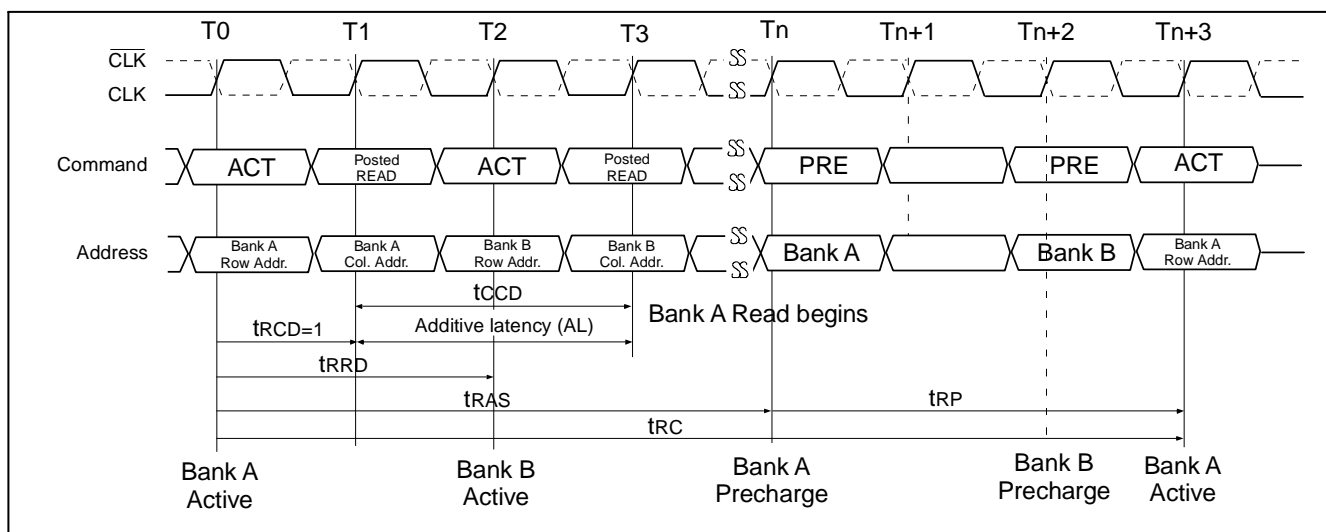 T0 T1 T2 T3 Tn Tn+1 Tn+2 Tn+3
CLK
CLK
Command ACT Posted READ ACT Posted READ PRE PRE ACT
Address Bank A Row Addr. Bank A Col. Addr. Bank B Row Addr. Bank B Col. Addr. Bank A Bank B Bank A Row Addr.
tCCD
Bank A Read begins
tRCD=1 Additive latency (AL)
tRRD
tRAS tRP
tRC
Bank A Active Bank B Active Bank A Precharge Bank B Precharge Bank A Active